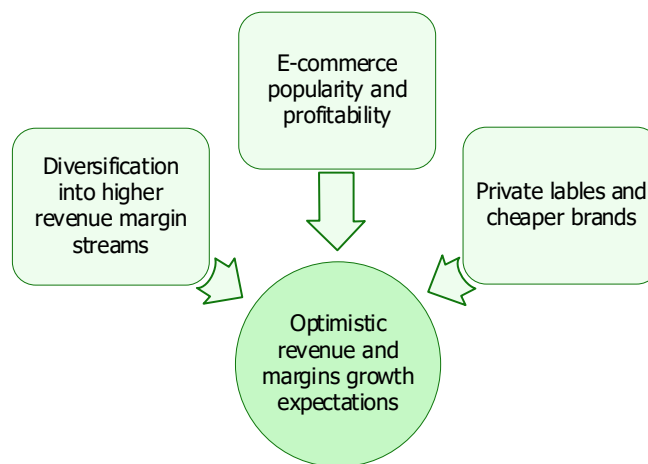 E-commerce
popularity and
profitability
Diversification
into higher
revenue margin
streams
Private lables and
cheaper brands
Optimistic
revenue and
margins growth
expectations